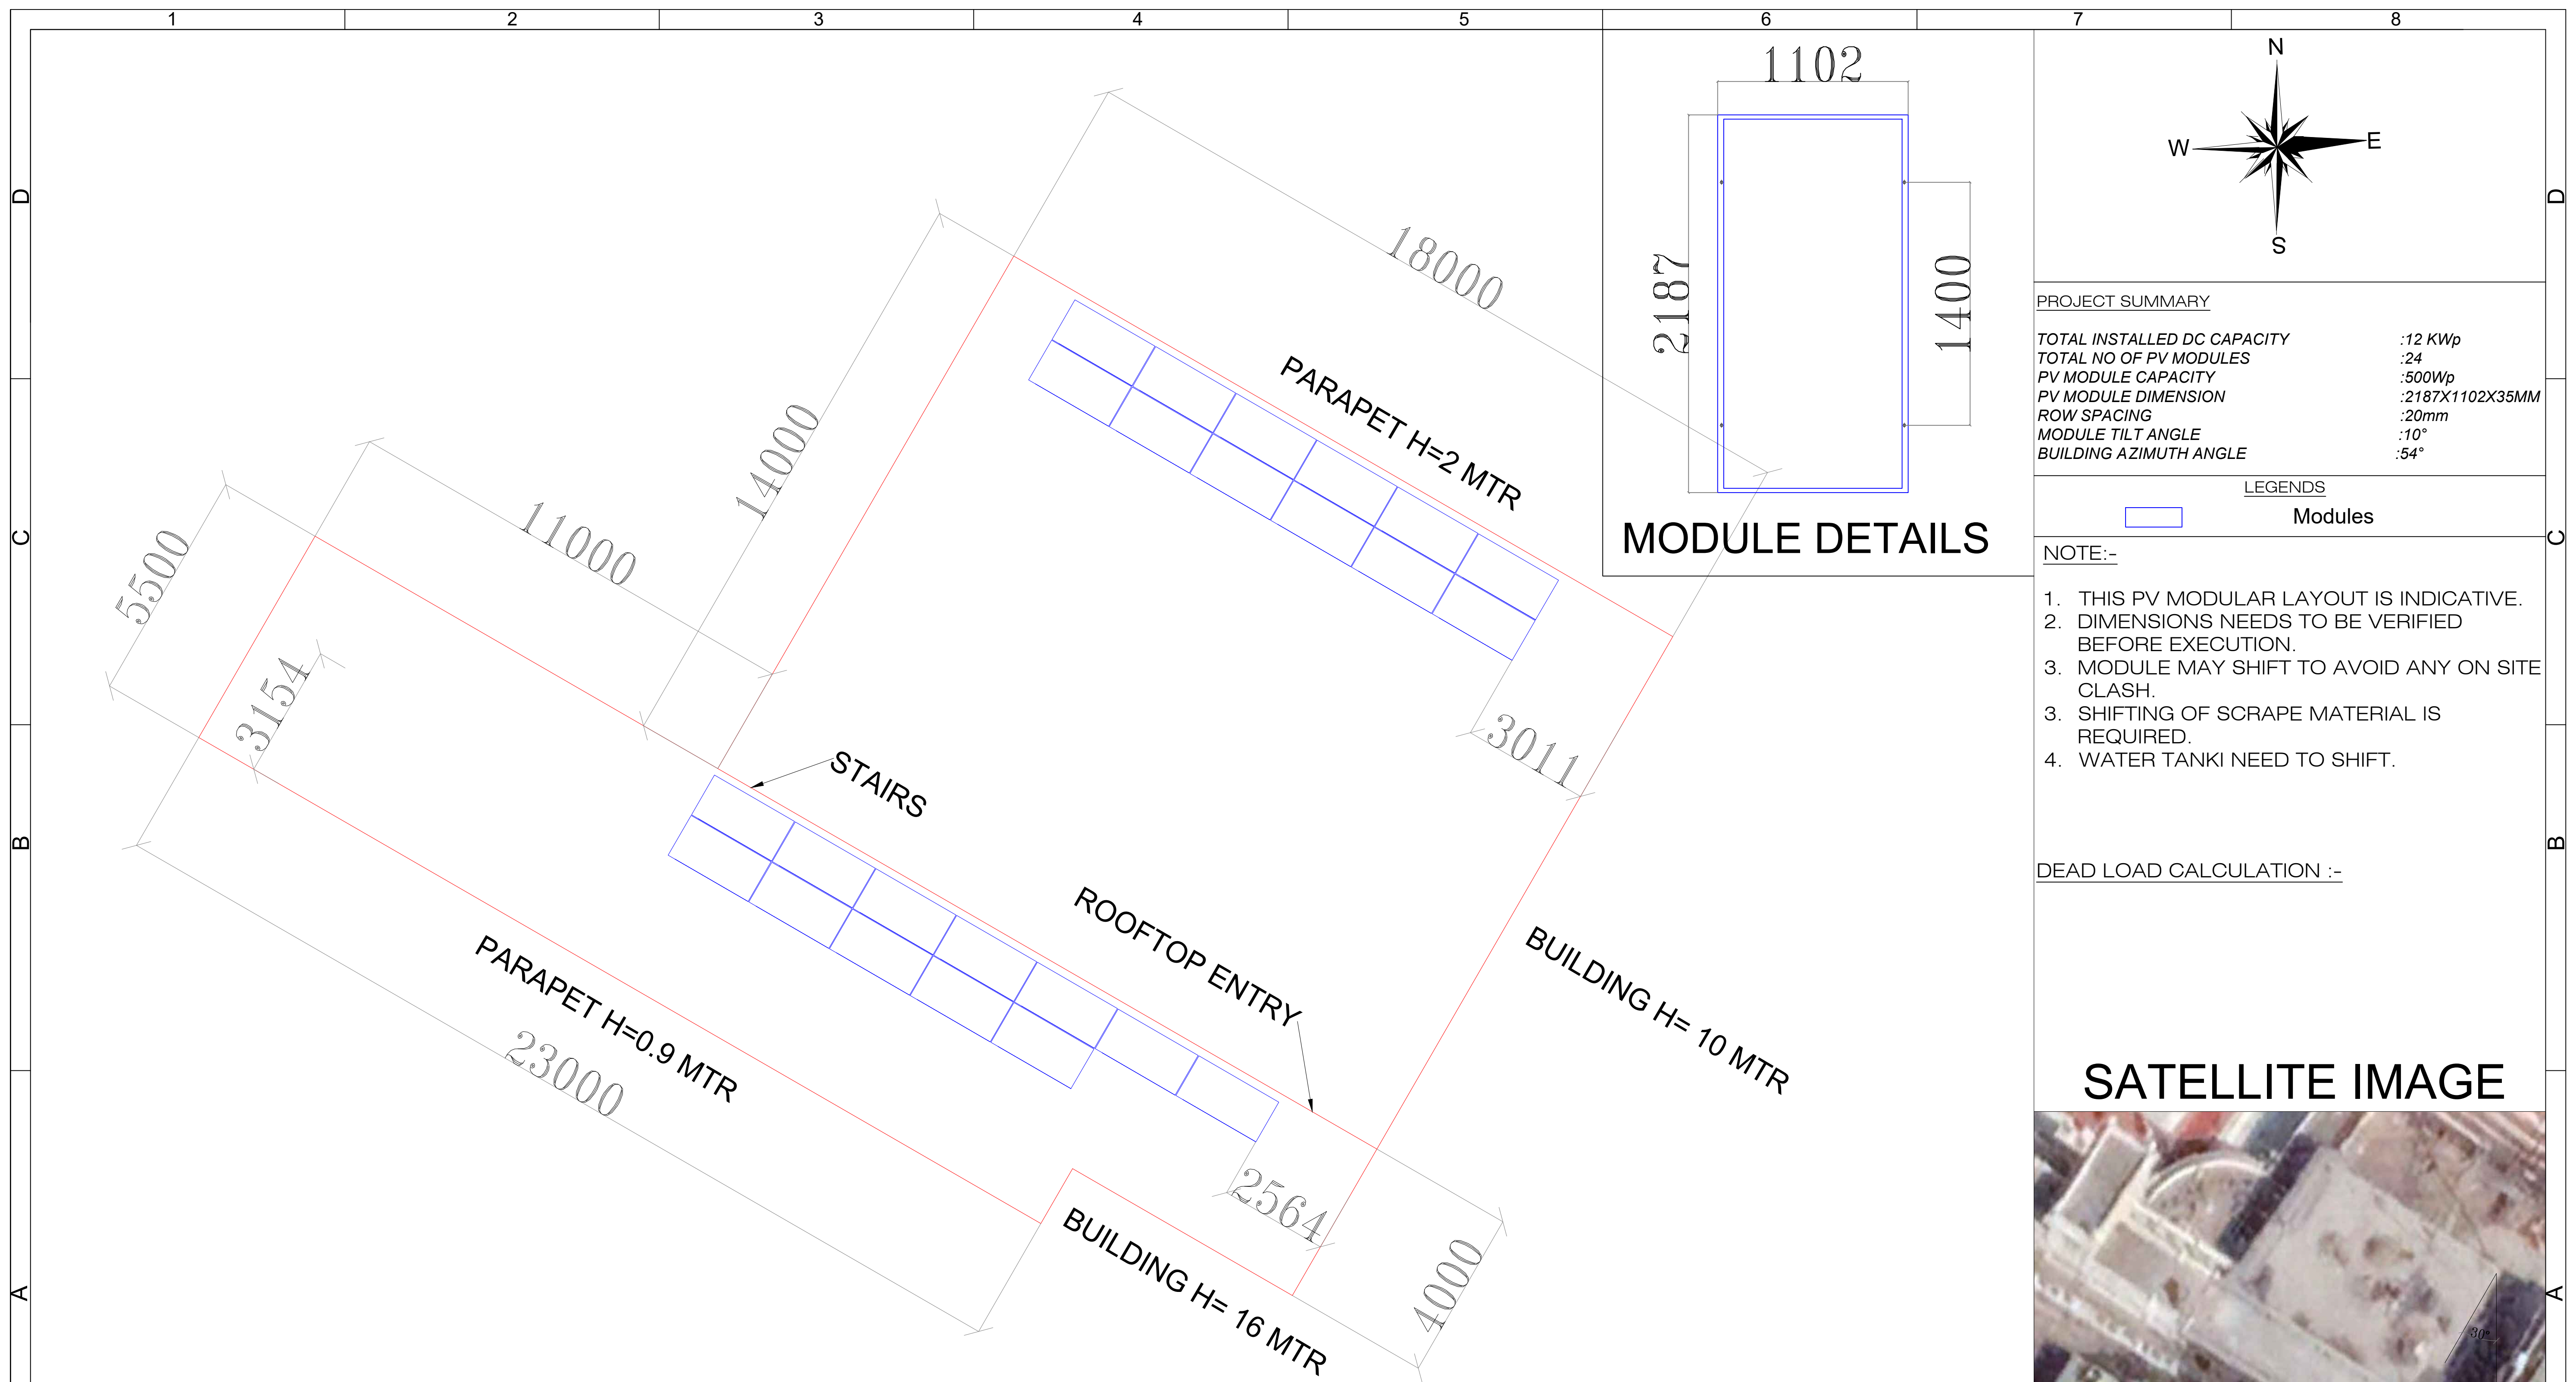 1 2 3 4 5 6 7 8
D
C
B
A
D
C
B
A
18000
14000
11000
5500
3154
23000
3011
2564
4000
PARAPET H=2 MTR
STAIRS
ROOFTOP ENTRY
PARAPET H=0.9 MTR
BUILDING H= 10 MTR
BUILDING H= 16 MTR
1102
2187
1400
MODULE DETAILS
N
W
E
S
PROJECT SUMMARY
TOTAL INSTALLED DC CAPACITY :12 KWp
TOTAL NO OF PV MODULES :24
PV MODULE CAPACITY :500Wp
PV MODULE DIMENSION :2187X1102X35MM
ROW SPACING :20mm
MODULE TILT ANGLE :10°
BUILDING AZIMUTH ANGLE :54°
LEGENDS
Modules
NOTE:-
1. THIS PV MODULAR LAYOUT IS INDICATIVE.
2. DIMENSIONS NEEDS TO BE VERIFIED
BEFORE EXECUTION.
3. MODULE MAY SHIFT TO AVOID ANY ON SITE
CLASH.
3. SHIFTING OF SCRAPE MATERIAL IS
REQUIRED.
4. WATER TANKI NEED TO SHIFT.
DEAD LOAD CALCULATION :-
SATELLITE IMAGE
30°